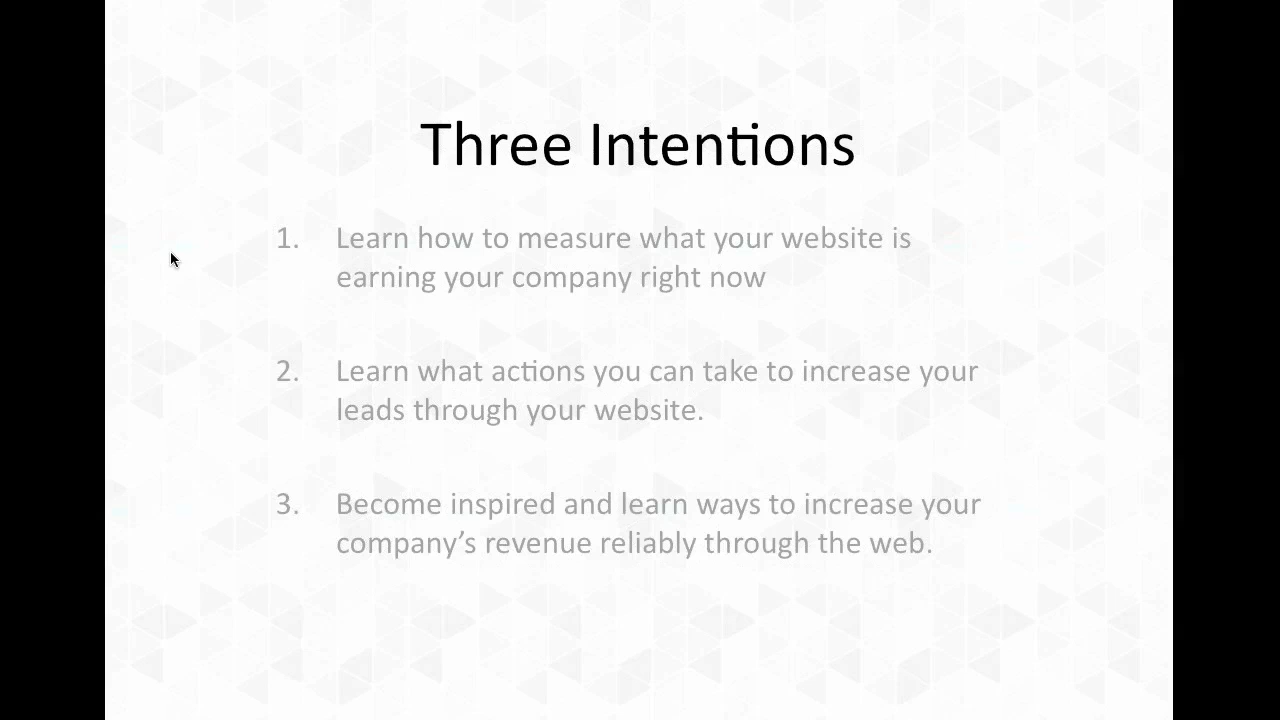 Three Intentions
1. Learn how to measure what your website is
earning your company right now
2. Learn what actions you can take to increase your
leads through your website.
3. Become inspired and learn ways to increase your
company’s revenue reliably through the web.